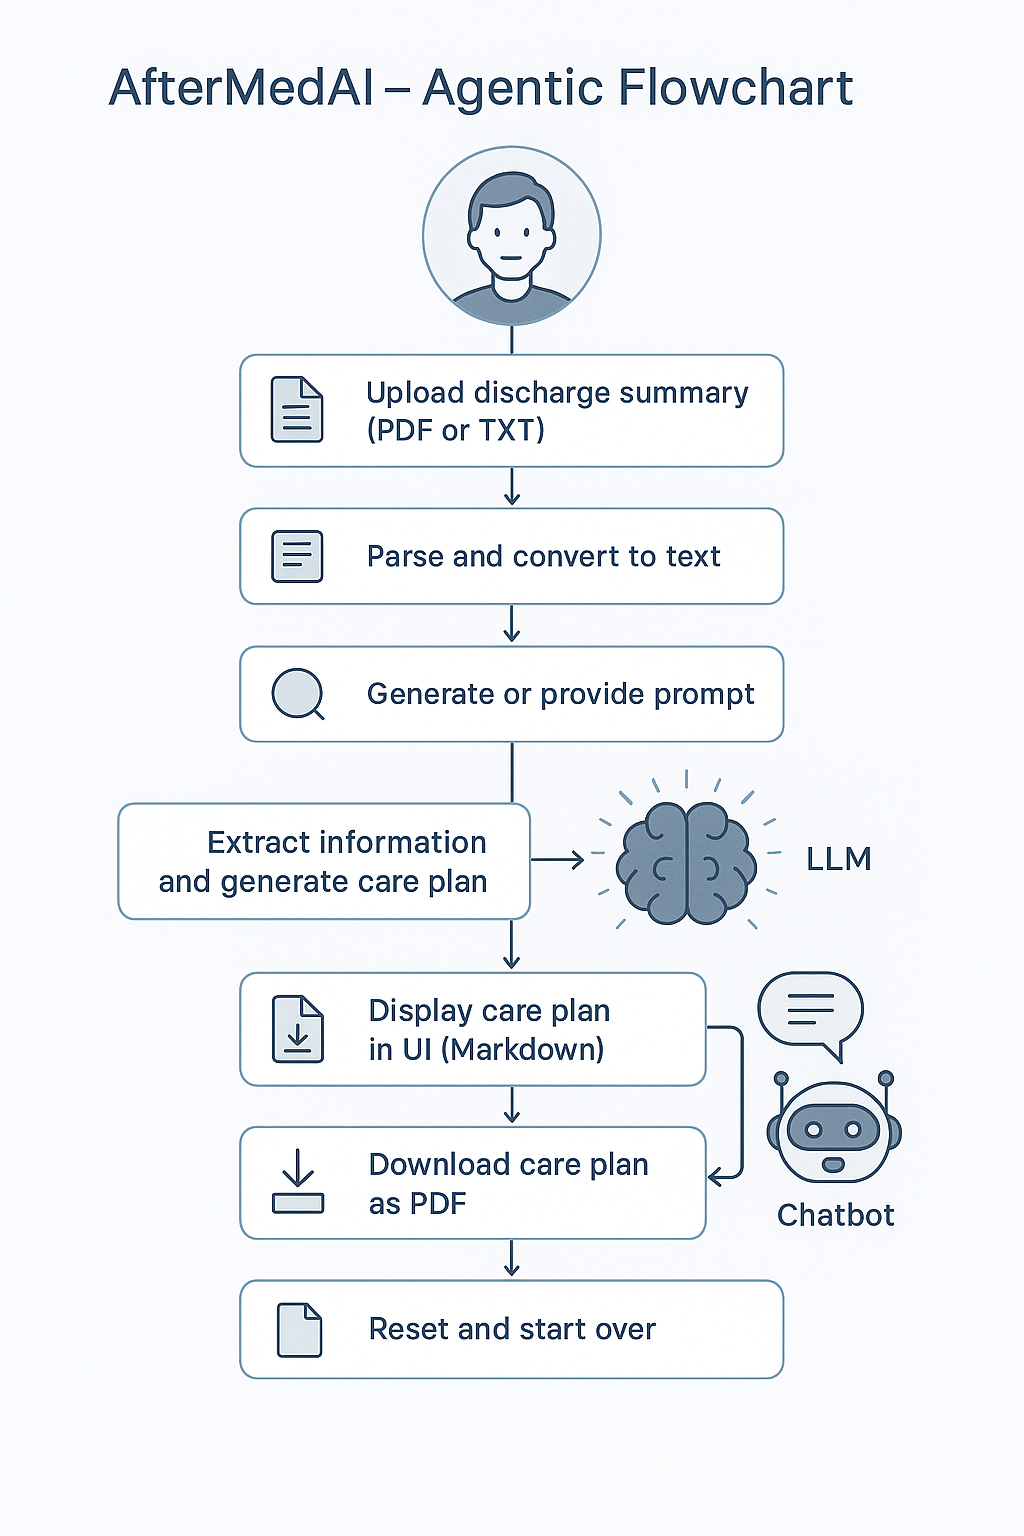 AfterMedAI – Agentic Flowchart
Upload discharge summary
(PDF or TXT)
Parse and convert to text
Generate or provide prompt
Extract information
and generate care plan
LLM
Display care plan
in UI (Markdown)
Download care plan
as PDF
Chatbot
Reset and start over